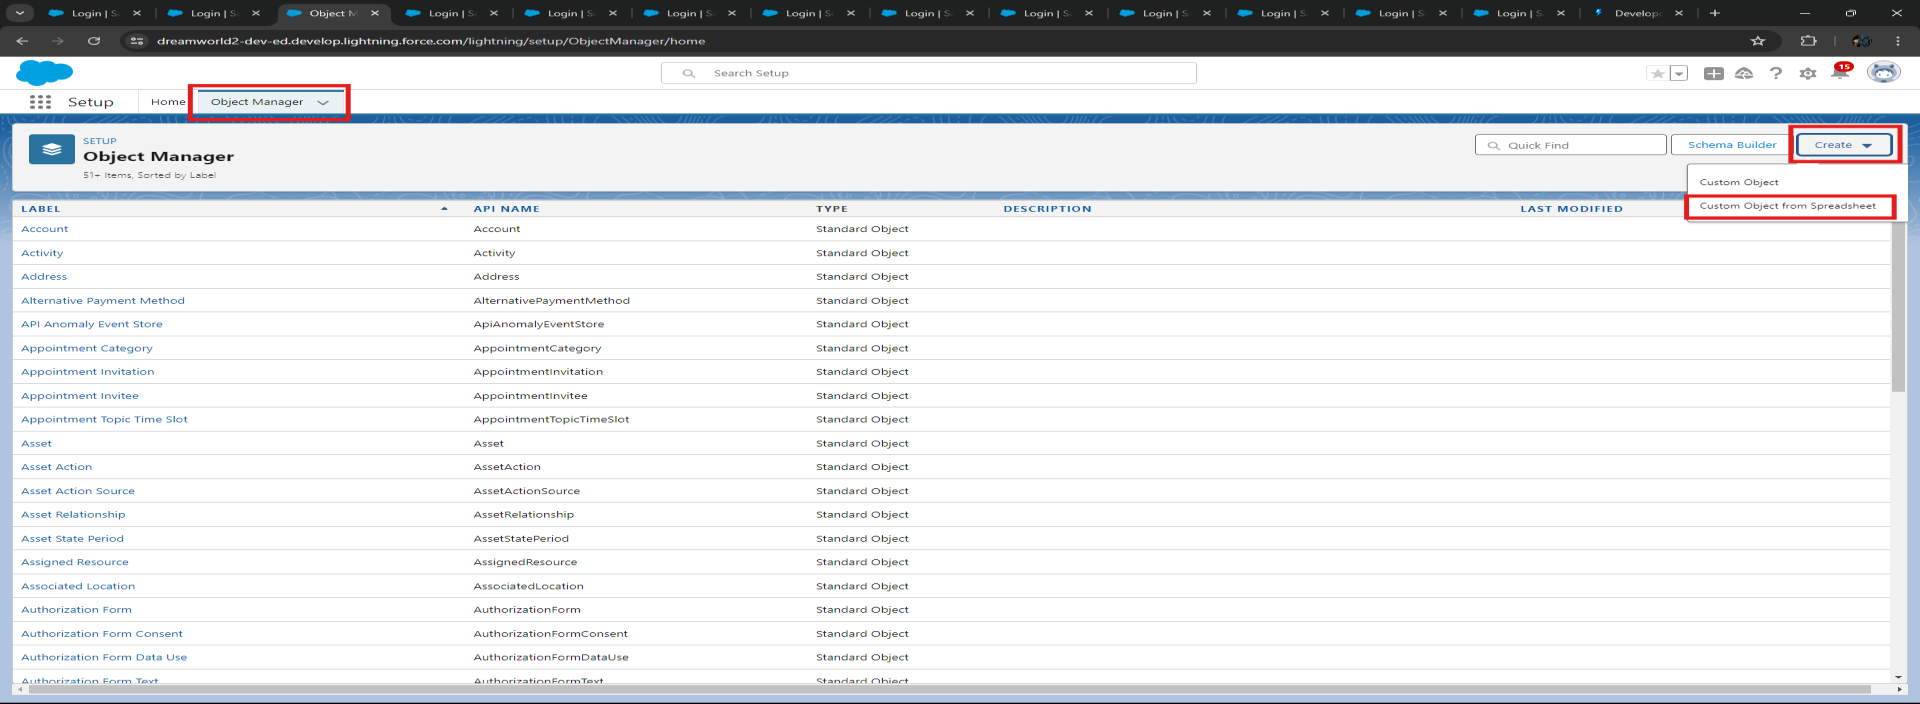 Login | S
Login | S
Object M
Login | S
Login | S
Login | S
Login | S
Login | S
Login | S
Login | S
Login | S
Login | S
Login | S
Develop
dreamworld2-dev-ed.develop.lightning.force.com/lightning/setup/ObjectManager/home
Search Setup
15
Setup Home Object Manager
SETUP
Object Manager
51+ Items, Sorted by Label
Quick Find
Schema Builder
Create
Custom Object
Custom Object from Spreadsheet
LABEL API NAME TYPE DESCRIPTION LAST MODIFIED
Account Account Standard Object
Activity Activity Standard Object
Address Address Standard Object
Alternative Payment Method AlternativePaymentMethod Standard Object
API Anomaly Event Store ApiAnomalyEventStore Standard Object
Appointment Category AppointmentCategory Standard Object
Appointment Invitation AppointmentInvitation Standard Object
Appointment Invitee AppointmentInvitee Standard Object
Appointment Topic Time Slot AppointmentTopicTimeSlot Standard Object
Asset Asset Standard Object
Asset Action AssetAction Standard Object
Asset Action Source AssetActionSource Standard Object
Asset Relationship AssetRelationship Standard Object
Asset State Period AssetStatePeriod Standard Object
Assigned Resource AssignedResource Standard Object
Associated Location AssociatedLocation Standard Object
Authorization Form AuthorizationForm Standard Object
Authorization Form Consent AuthorizationFormConsent Standard Object
Authorization Form Data Use AuthorizationFormDataUse Standard Object
Authorization Form Text AuthorizationFormText Standard Object